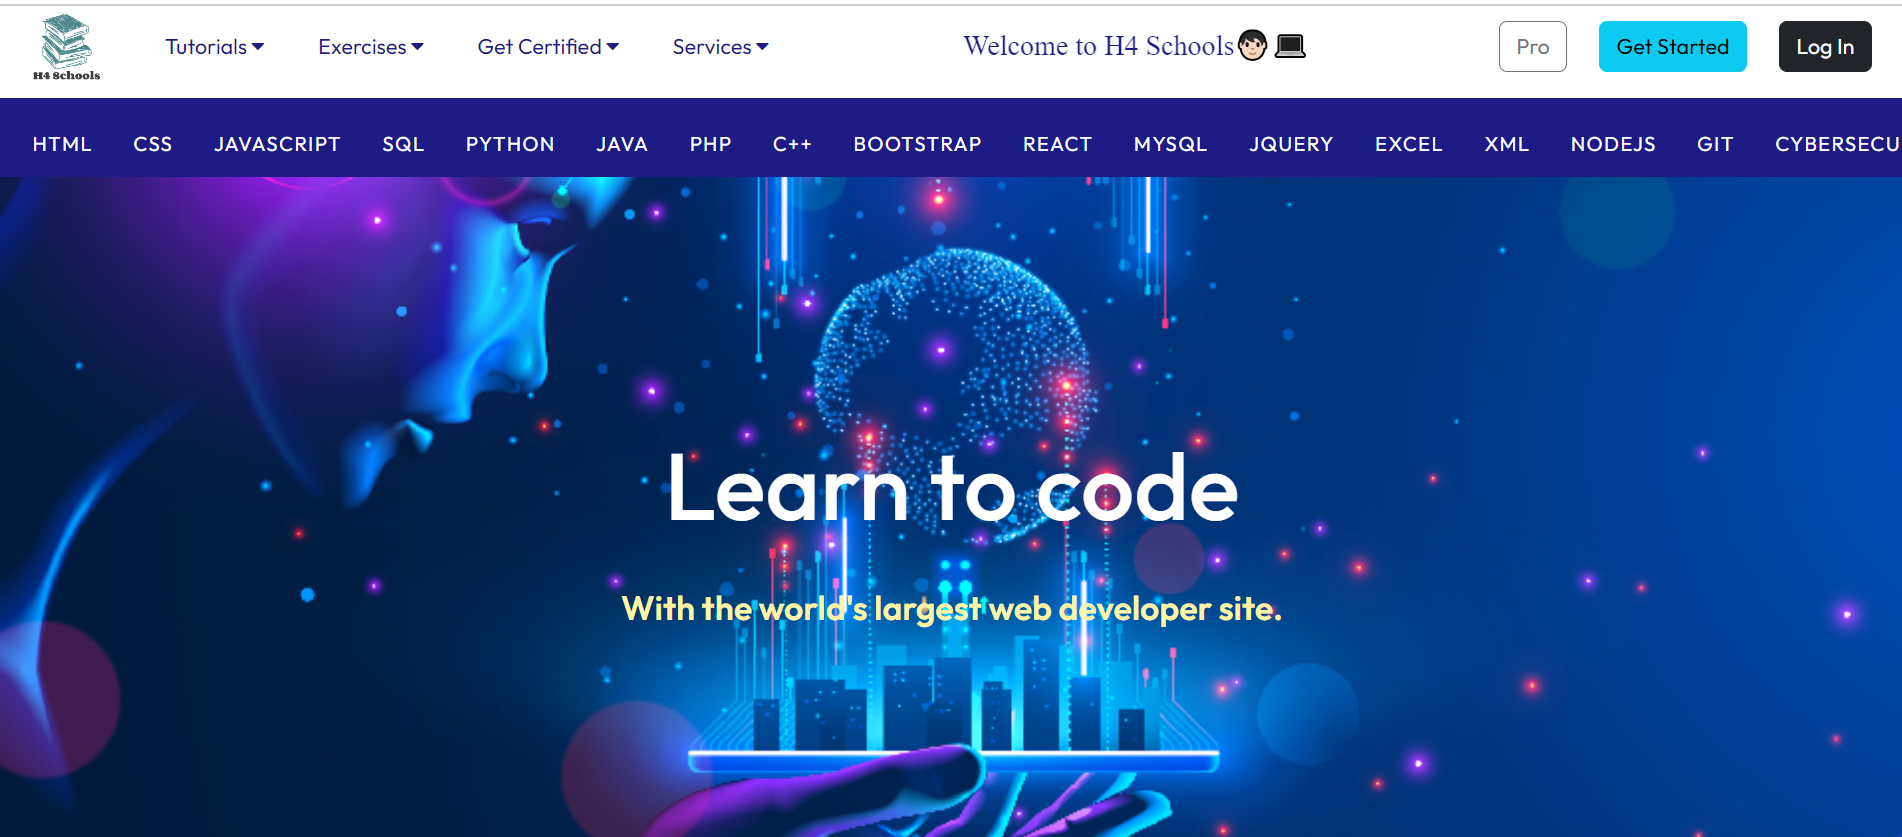 H4 Schools
Tutorials Exercises Get Certified Services Welcome to H4 Schools🧑🏻💻 Pro Get Started Log In
HTML CSS JAVASCRIPT SQL PYTHON JAVA PHP C++ BOOTSTRAP REACT MYSQL JQUERY EXCEL XML NODEJS GIT CYBERSECU
Learn to code
With the world's largest web developer site.